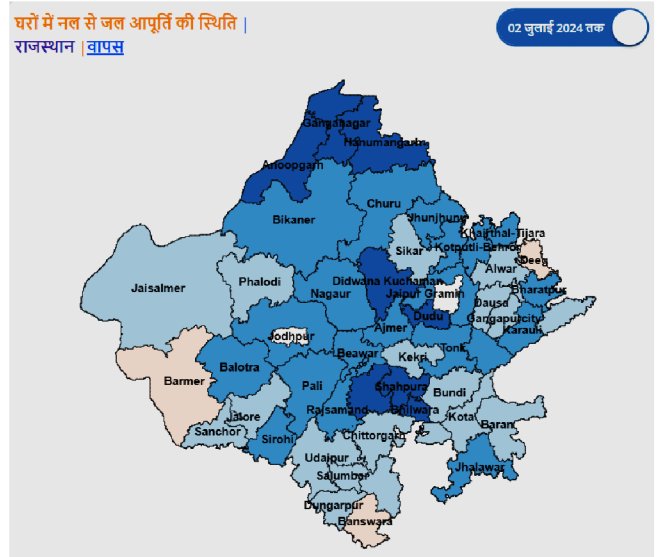 घरों में नल से जल आपूर्ति की स्थिति |
राजस्थान | वापस
02 जुलाई 2024 तक
Ganganagar
Hanumangarh
Anoopgarh
Churu
Bikaner
Jhunjhunu
Khairthal-Tijara
Kotputli-Behror
Sikar
Deeg
Alwar
Jaisalmer
Phalodi
Didwana Kuchaman
Nagaur
Jaipur Gramin
Bharatpur
Dausa
Dudu
Gangapurcity
Karauli
Ajmer
Jodhpur
Tonk
Beawar
Kekri
Balotra
Barmer
Pali
Shahpura
Bundi
Rajsamand
Bhilwara
Jalore
Kota
Baran
Sanchor
Sirohi
Chittorgarh
Udaipur
Jhalawar
Salumbar
Dungarpur
Banswara